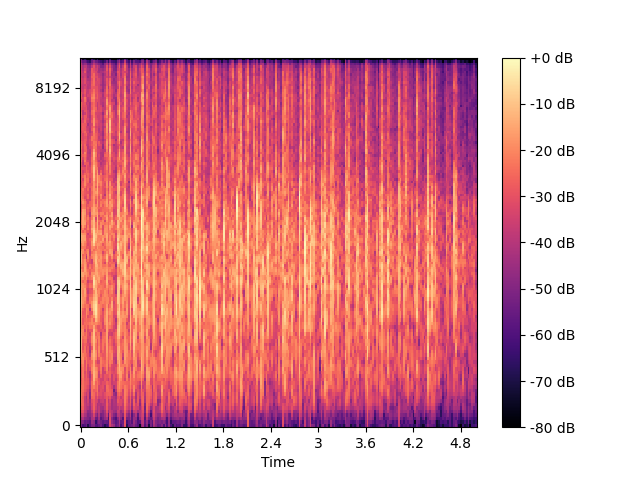 +0 dB
8192
-10 dB
4096
-20 dB
-30 dB
Hz
2048
-40 dB
1024
-50 dB
512
-60 dB
-70 dB
0
-80 dB
0 0.6 1.2 1.8 2.4 3 3.6 4.2 4.8
Time